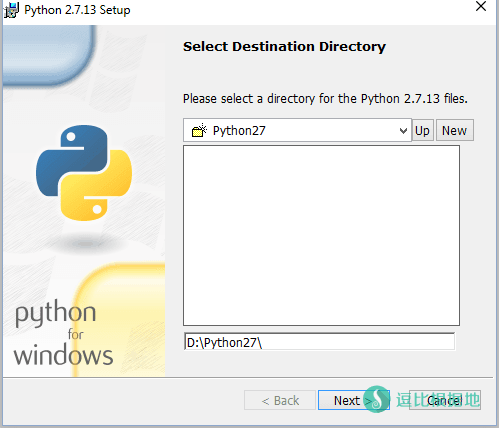 Python 2.7.13 Setup
Select Destination Directory
Please select a directory for the Python 2.7.13 files.
Python27
Up
New
D:\Python27\
python
for
windows
< Back
Next >
Cancel
逗比根据地